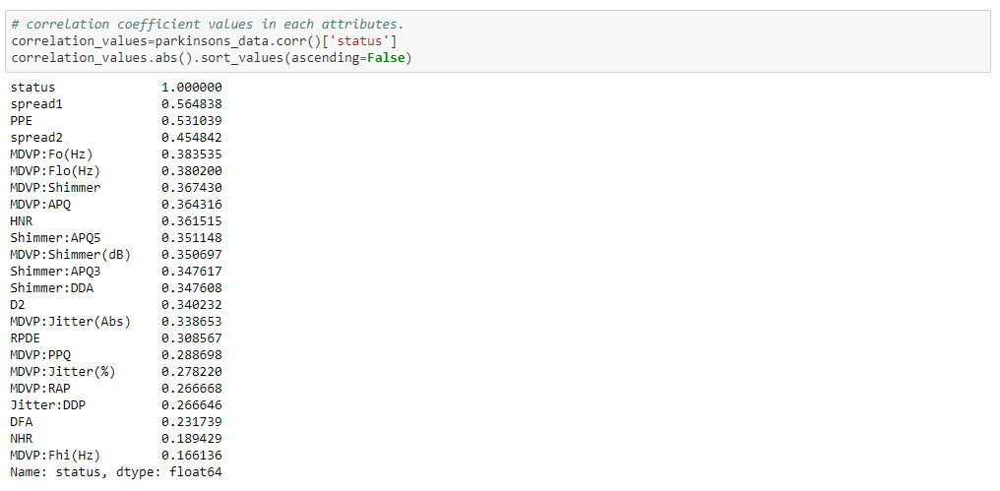 # correlation coefficient values in each attributes.
correlation_values=parkinsons_data.corr()['status']
correlation_values.abs().sort_values(ascending=False)
status 1.000000
spread1 0.564838
PPE 0.531039
spread2 0.454842
MDVP:Fo(Hz) 0.383535
MDVP:Flo(Hz) 0.380200
MDVP:Shimmer 0.367430
MDVP:APQ 0.364316
HNR 0.361515
Shimmer:APQ5 0.351148
MDVP:Shimmer(dB) 0.350697
Shimmer:APQ3 0.347617
Shimmer:DDA 0.347608
D2 0.340232
MDVP:Jitter(Abs) 0.338653
RPDE 0.308567
MDVP:PPQ 0.288698
MDVP:Jitter(%) 0.278220
MDVP:RAP 0.266668
Jitter:DDP 0.266646
DFA 0.231739
NHR 0.189429
MDVP:Fhi(Hz) 0.166136
Name: status, dtype: float64